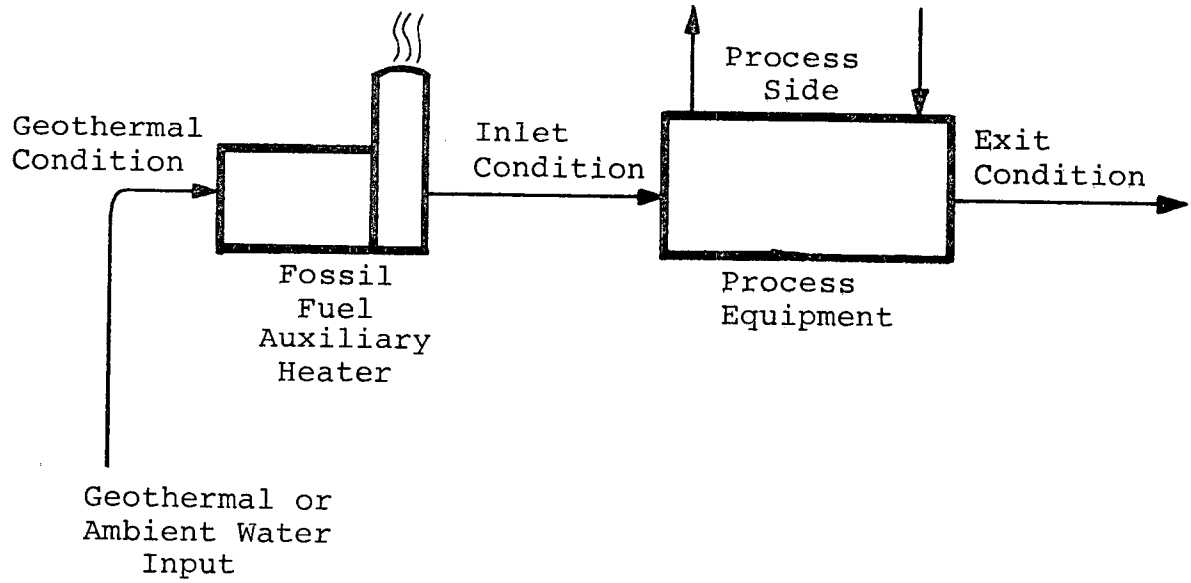 Geothermal
Condition
Fossil
Fuel
Auxiliary
Heater
Geothermal or
Ambient Water
Input
Inlet
Condition
Process
Side
Process
Equipment
Exit
Condition